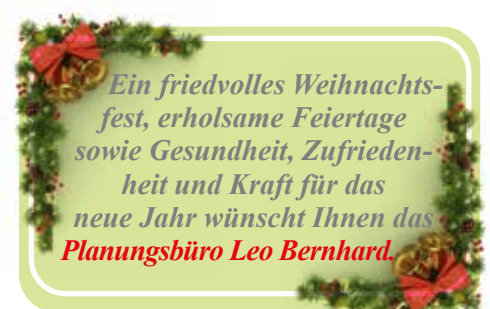 Ein friedvolles Weihnachts-
fest, erholsame Feiertage
sowie Gesundheit, Zufrieden-
heit und Kraft für das
neue Jahr wünscht Ihnen das
Planungsbüro Leo Bernhard.